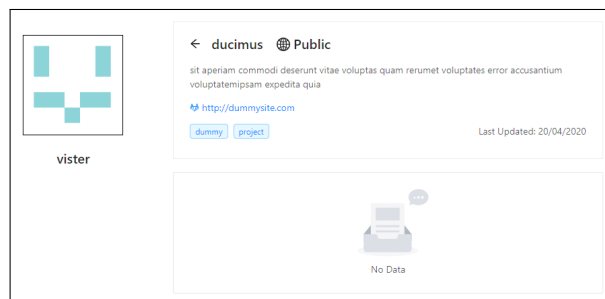 ducimus Public
sit aperiam commodi deserunt vitae voluptas quam rerumet voluptates error accusantium
voluptatemipsam expedita quia
http://dummysite.com
dummy project
Last Updated: 20/04/2020
vister
No Data